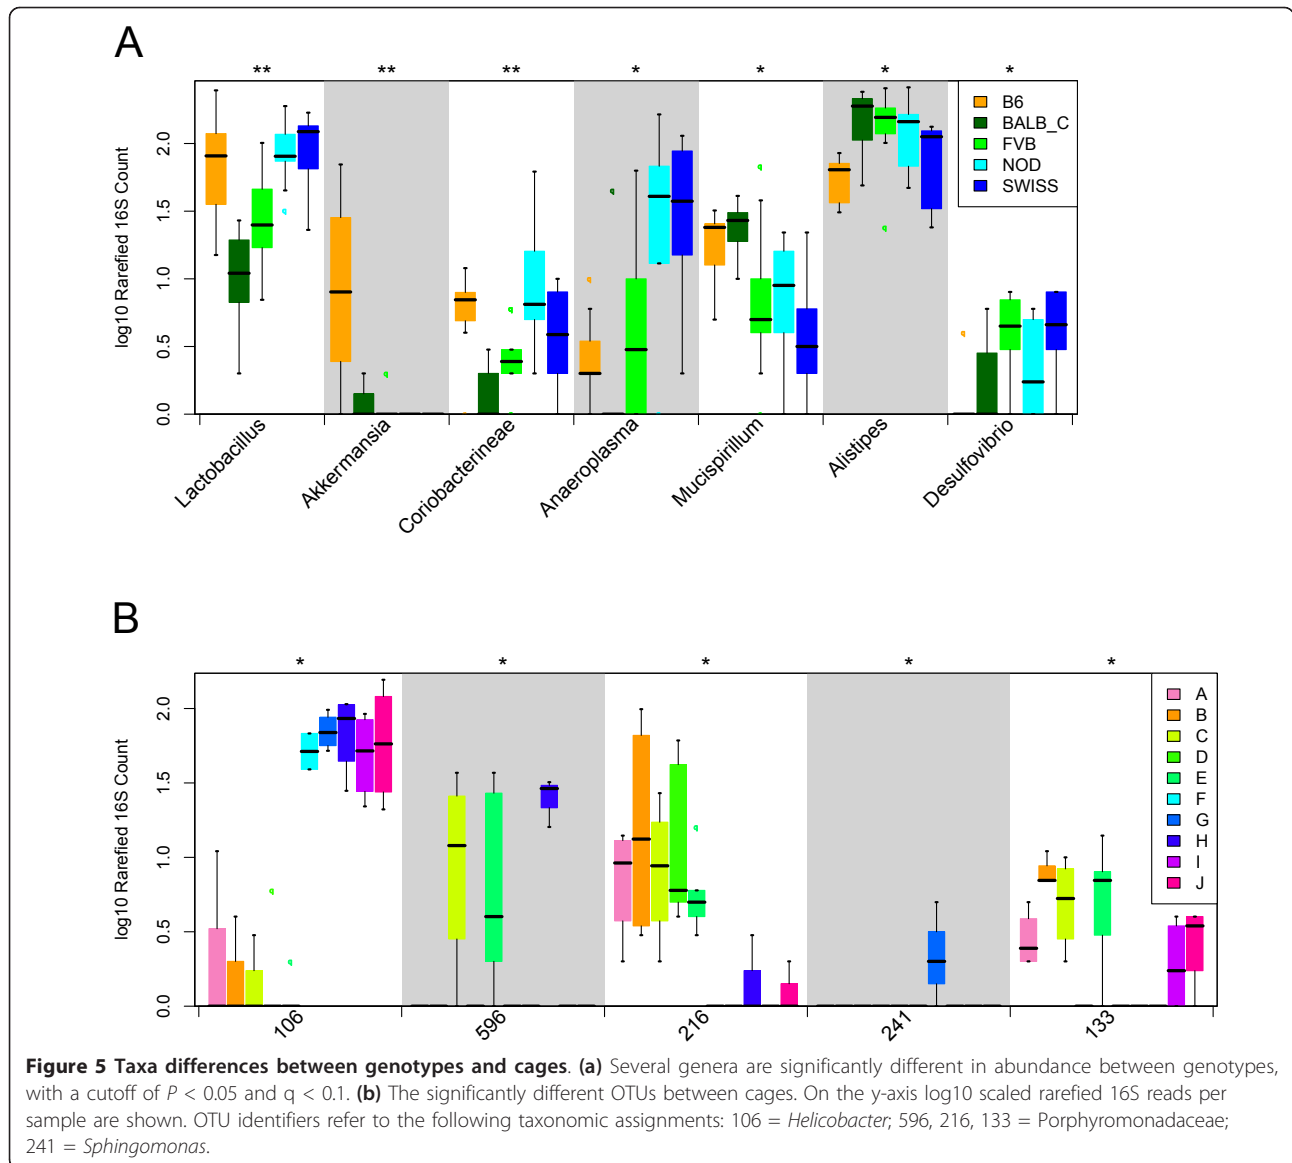 A
** ** ** * * * *
log10 Rarefied 16S Count
0.0 0.5 1.0 1.5 2.0
B6
BALB_C
FVB
NOD
SWISS
Lactobacillus
Akkermansia
Coriobacterineae
Anaeroplasma
Mucispirillum
Alistipes
Desulfovibrio
B
* * * * *
log10 Rarefied 16S Count
0.0 0.5 1.0 1.5 2.0
A
B
C
D
E
F
G
H
I
J
106
596
216
241
133
Figure 5 Taxa differences between genotypes and cages. (a) Several genera are significantly different in abundance between genotypes,
with a cutoff of P < 0.05 and q < 0.1. (b) The significantly different OTUs between cages. On the y-axis log10 scaled rarefied 16S reads per
sample are shown. OTU identifiers refer to the following taxonomic assignments: 106 = Helicobacter; 596, 216, 133 = Porphyromonadaceae;
241 = Sphingomonas.